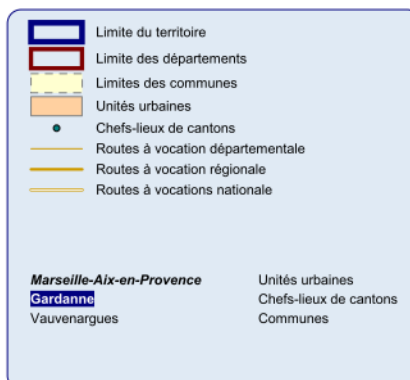 Limite du territoire
Limite des départements
Limites des communes
Unités urbaines
Chefs-lieux de cantons
Routes à vocation départementale
Routes à vocation régionale
Routes à vocations nationale
Marseille-Aix-en-Provence Unités urbaines
Gardanne Chefs-lieux de cantons
Vauvenargues Communes